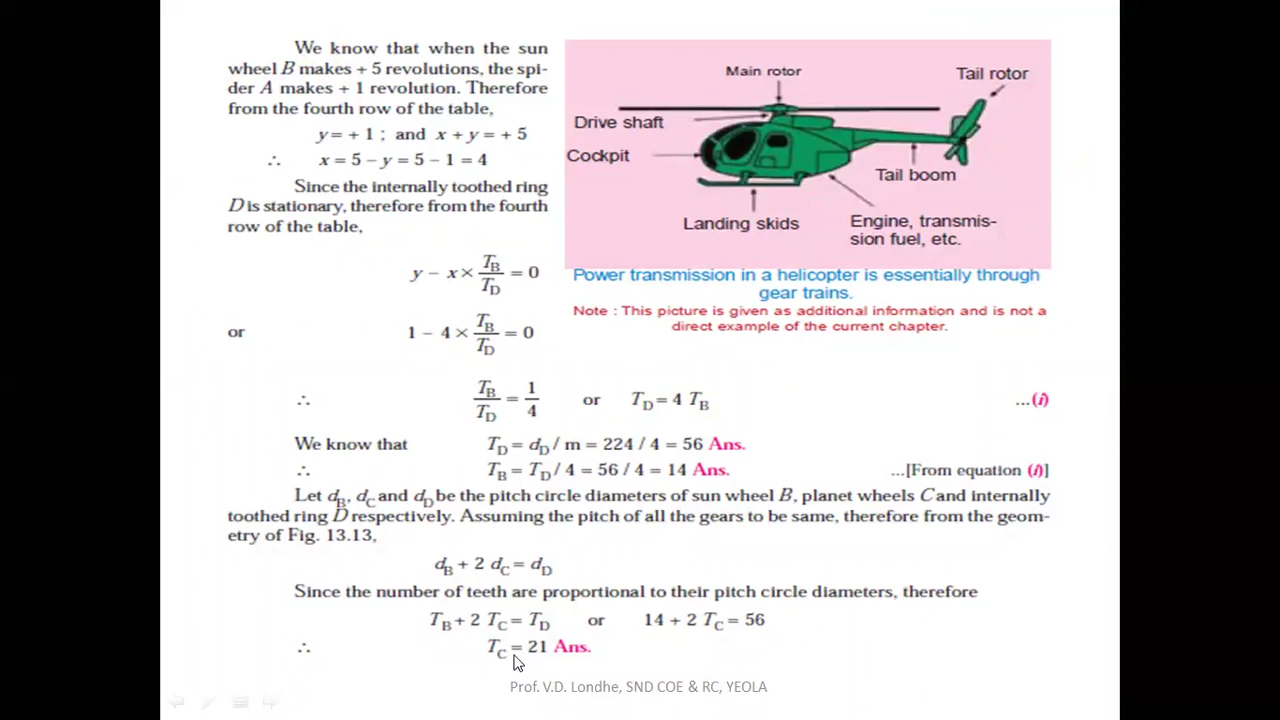 We know that when the sun
wheel B makes + 5 revolutions, the spi-
der A makes + 1 revolution. Therefore
from the fourth row of the table,
y = + 1 ; and x + y = + 5
∴ x = 5 – y = 5 – 1 = 4
Since the internally toothed ring
D is stationary, therefore from the fourth
row of the table,
y – x × T_B / T_D = 0
or 1 – 4 × T_B / T_D = 0
Main rotor
Tail rotor
Drive shaft
Cockpit
Tail boom
Landing skids
Engine, transmis-
sion fuel, etc.
Power transmission in a helicopter is essentially through
gear trains.
Note : This picture is given as additional information and is not a
direct example of the current chapter.
∴ T_B / T_D = 1 / 4 or T_D = 4 T_B ...(i)
We know that T_D = d_D / m = 224 / 4 = 56 Ans.
∴ T_B = T_D / 4 = 56 / 4 = 14 Ans. ...[From equation (i)]
Let d_B, d_C and d_D be the pitch circle diameters of sun wheel B, planet wheels C and internally
toothed ring D respectively. Assuming the pitch of all the gears to be same, therefore from the geom-
etry of Fig. 13.13,
d_B + 2 d_C = d_D
Since the number of teeth are proportional to their pitch circle diameters, therefore
T_B + 2 T_C = T_D or 14 + 2 T_C = 56
∴ T_C = 21 Ans.
Prof. V.D. Londhe, SND COE & RC, YEOLA